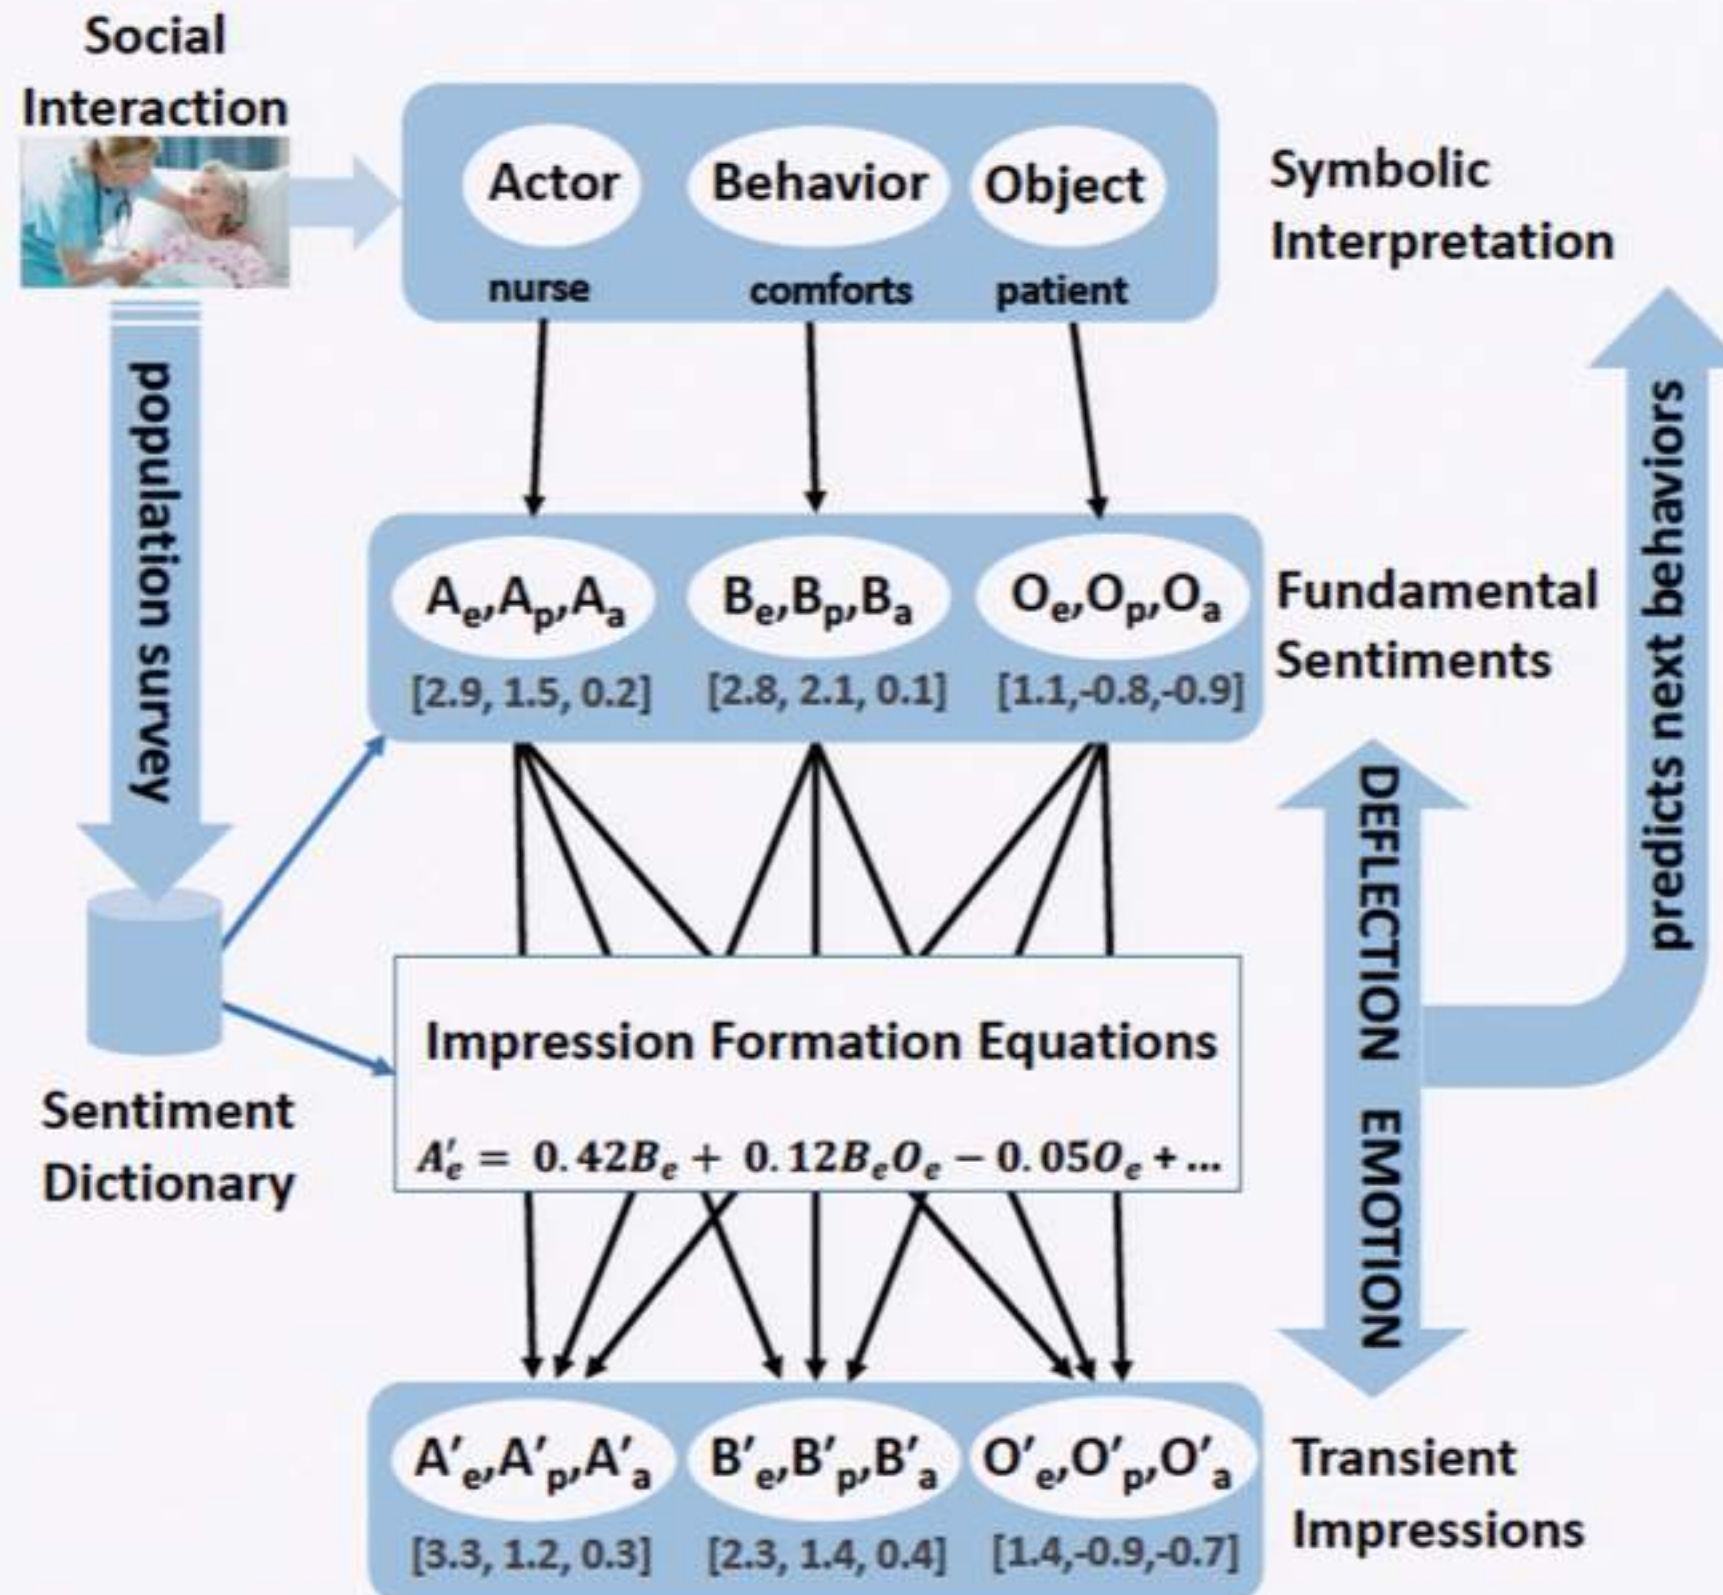 Social
Interaction
Actor Behavior Object
nurse comforts patient
Symbolic
Interpretation
population survey
predicts next behaviors
Aₑ,Aₚ,Aₐ Bₑ,Bₚ,Bₐ Oₑ,Oₚ,Oₐ
[2.9, 1.5, 0.2] [2.8, 2.1, 0.1] [1.1,-0.8,-0.9]
Fundamental
Sentiments
DEFLECTION EMOTION
Impression Formation Equations
A′ₑ = 0.42Bₑ + 0.12BₑOₑ − 0.05Oₑ + ...
Sentiment
Dictionary
A′ₑ,A′ₚ,A′ₐ B′ₑ,B′ₚ,B′ₐ O′ₑ,O′ₚ,O′ₐ
[3.3, 1.2, 0.3] [2.3, 1.4, 0.4] [1.4,-0.9,-0.7]
Transient
Impressions